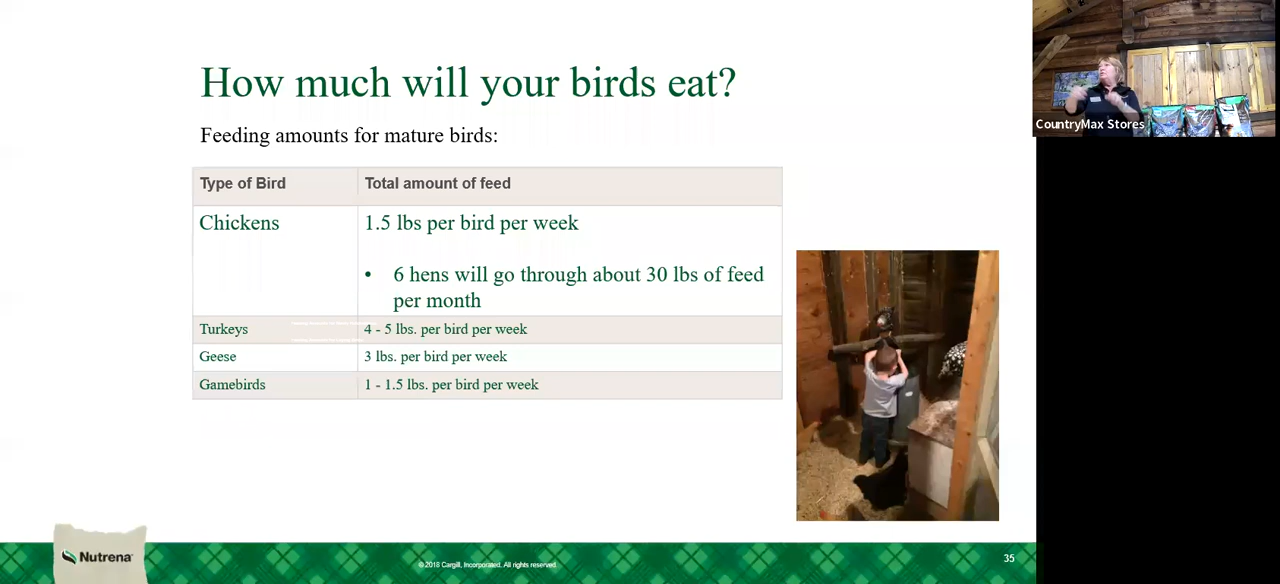 How much will your birds eat?
CountryMax Stores
Feeding amounts for mature birds:
Type of Bird
Total amount of feed
Chickens
1.5 lbs per bird per week
• 6 hens will go through about 30 lbs of feed
per month
Turkeys
4 - 5 lbs. per bird per week
Geese
3 lbs. per bird per week
Gamebirds
1 - 1.5 lbs. per bird per week
Nutrena
©2018 Cargill, Incorporated. All rights reserved
35